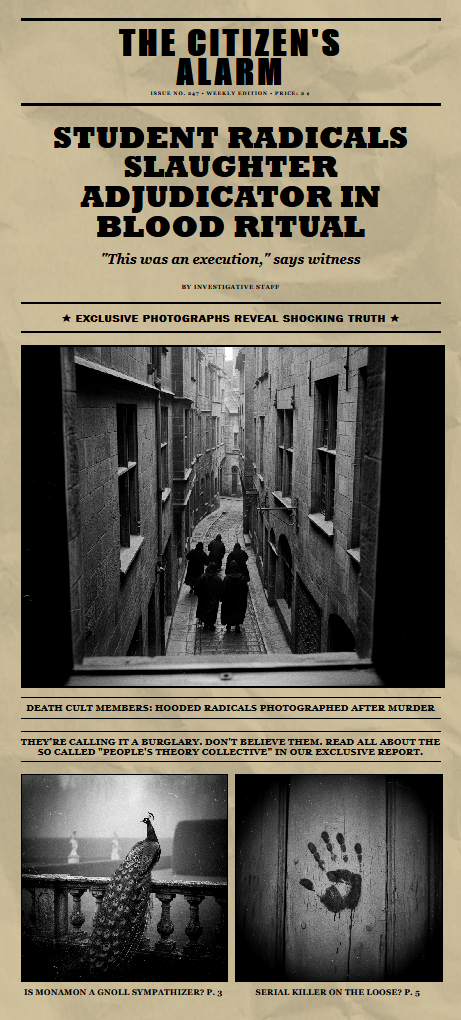 THE CITIZEN'S
ALARM
ISSUE NO. 247 • WEEKLY EDITION • PRICE: 2 ¢
STUDENT RADICALS
SLAUGHTER
ADJUDICATOR IN
BLOOD RITUAL
"This was an execution," says witness
BY INVESTIGATIVE STAFF
★ EXCLUSIVE PHOTOGRAPHS REVEAL SHOCKING TRUTH ★
DEATH CULT MEMBERS: HOODED RADICALS PHOTOGRAPHED AFTER MURDER
THEY'RE CALLING IT A BURGLARY. DON'T BELIEVE THEM. READ ALL ABOUT THE
SO CALLED "PEOPLE'S THEORY COLLECTIVE" IN OUR EXCLUSIVE REPORT.
IS MONAMON A GNOLL SYMPATHIZER? P. 3
SERIAL KILLER ON THE LOOSE? P. 5